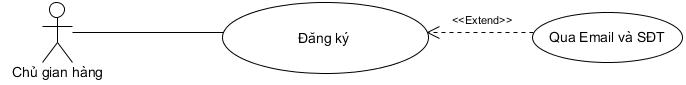 <<Extend>>
Đăng ký
Qua Email và SĐT
Chủ gian hàng